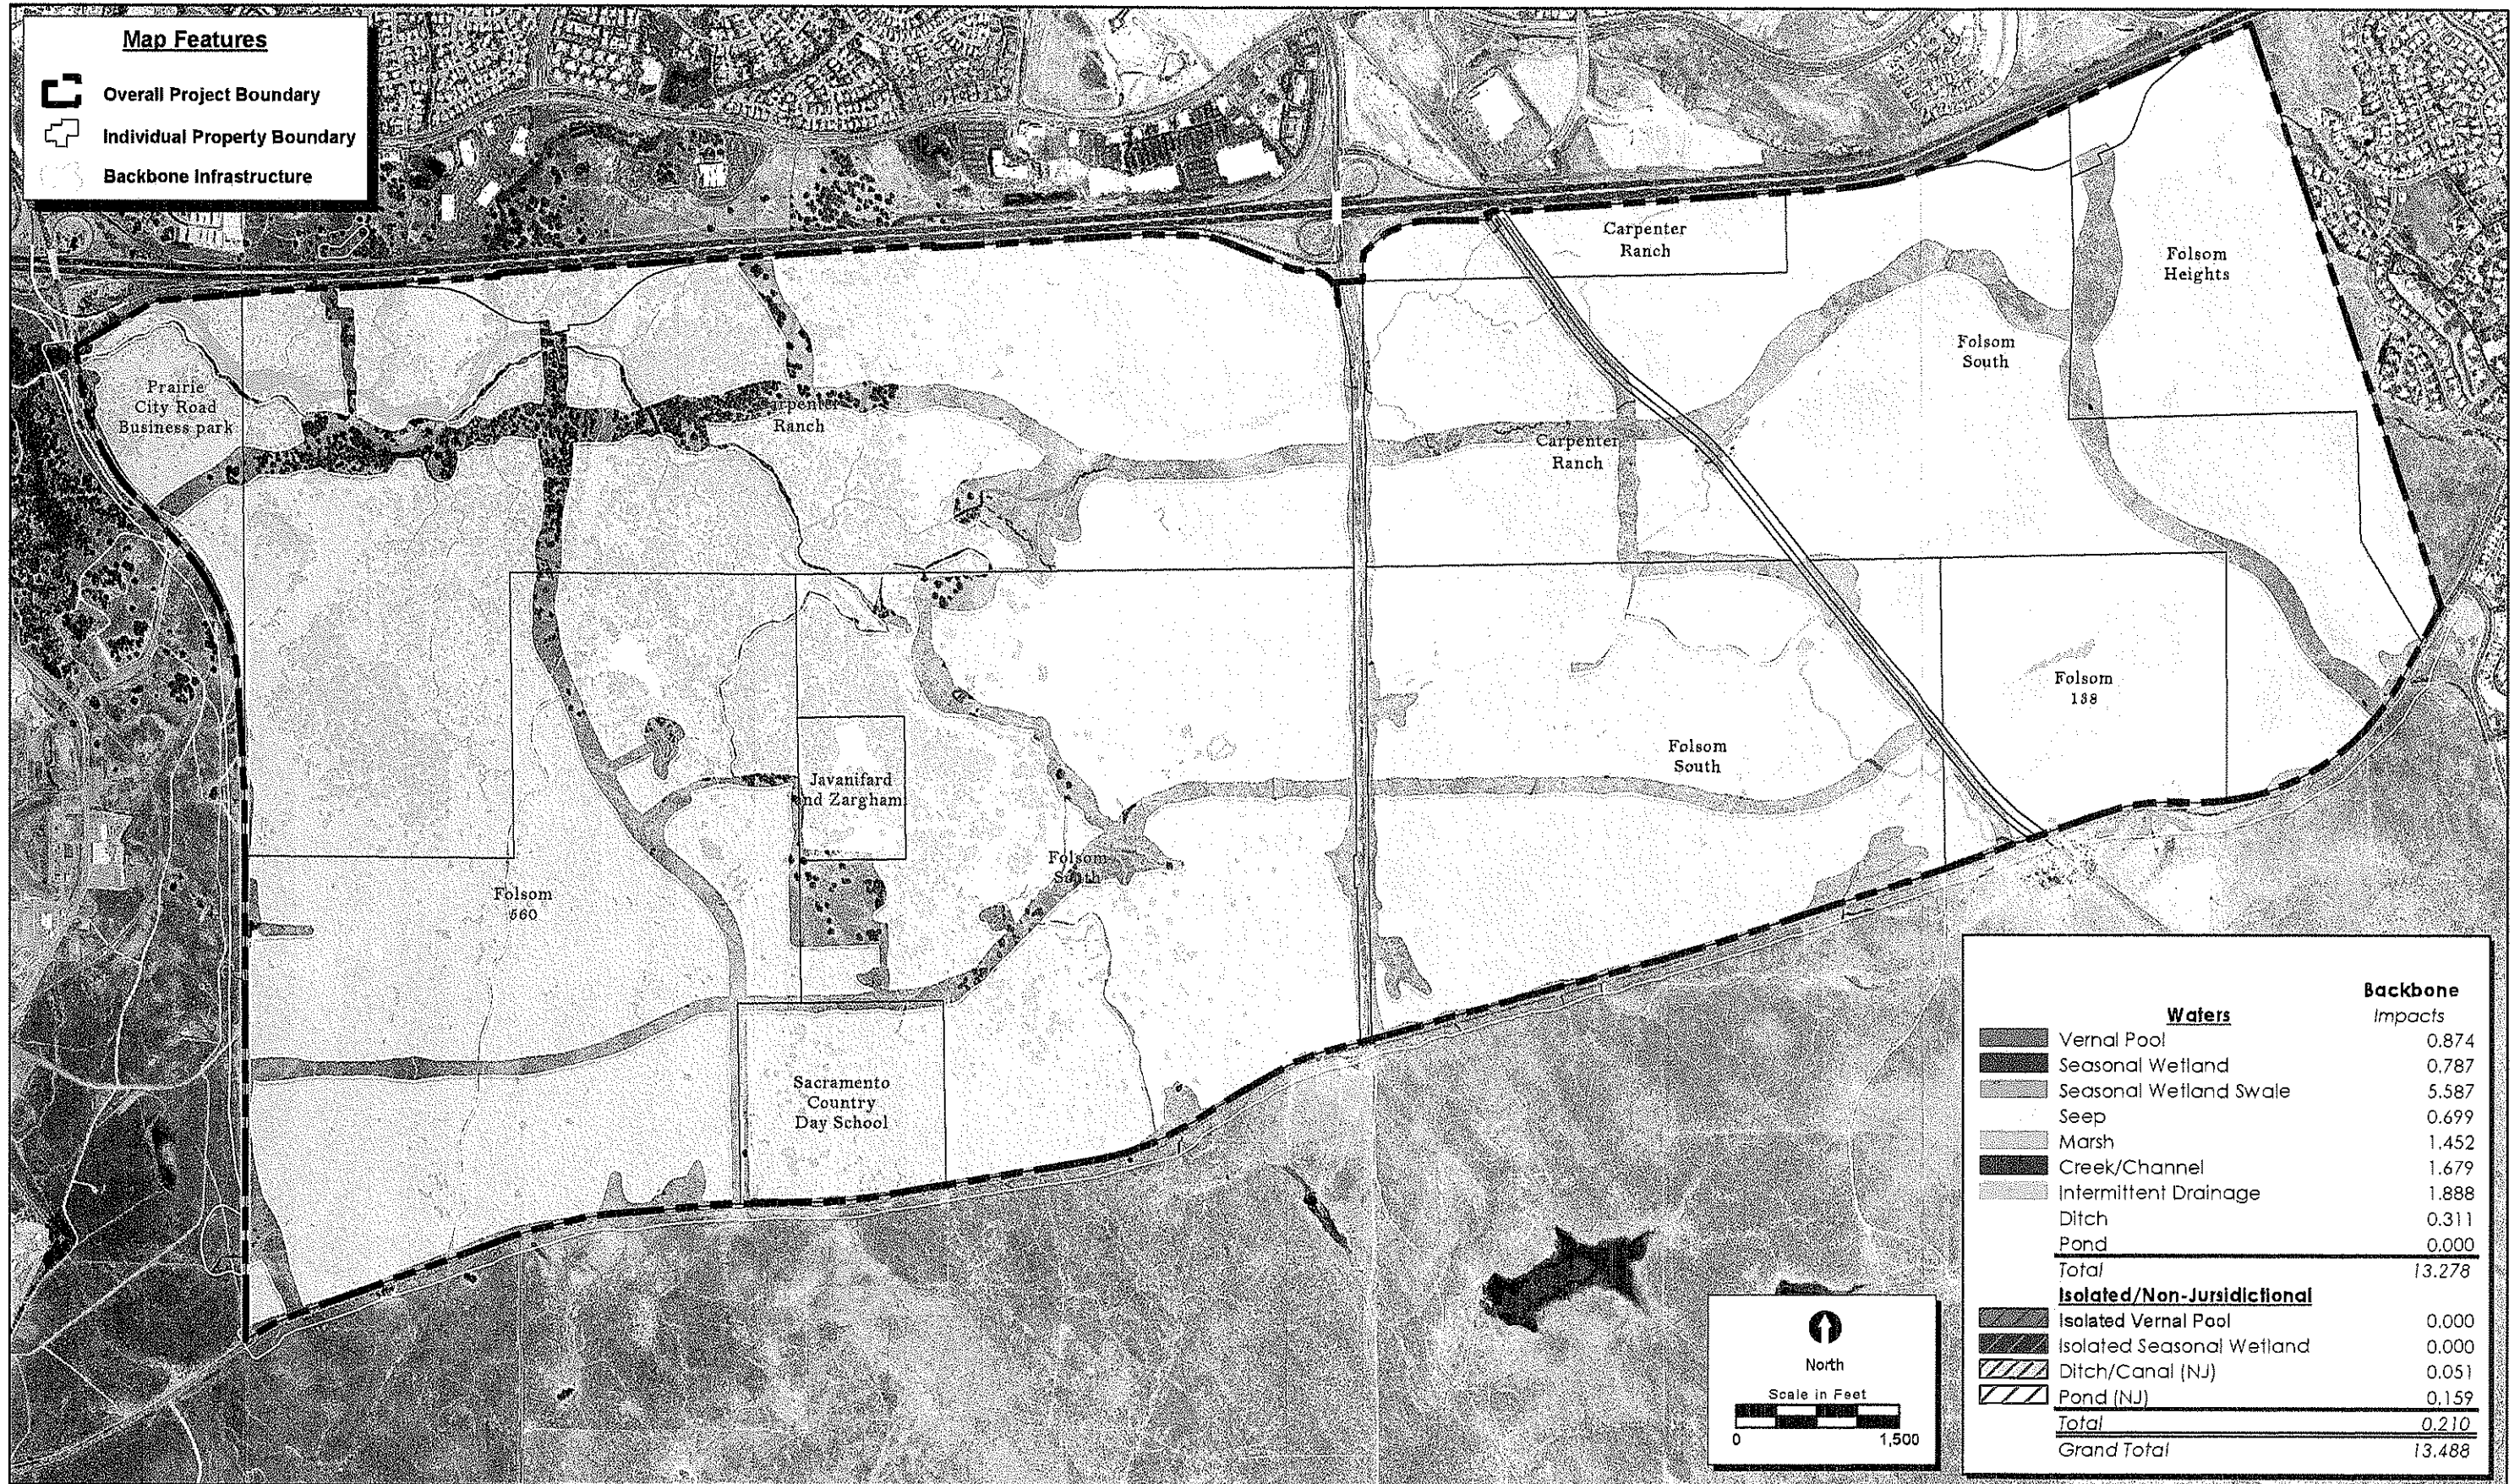 Map Features
Overall Project Boundary
Individual Property Boundary
Backbone Infrastructure
Carpenter
Ranch
Folsom
Heights
Folsom
South
Prairie
City Road
Business park
Carpenter
Ranch
Carpenter
Ranch
Folsom
138
Folsom
South
Javanifard
and Zargham
Folsom
South
Folsom
560
Sacramento
Country
Day School
Backbone
Waters Impacts
Vernal Pool 0.874
Seasonal Wetland 0.787
Seasonal Wetland Swale 5.587
Seep 0.699
Marsh 1.452
Creek/Channel 1.679
Intermittent Drainage 1.888
Ditch 0.311
Pond 0.000
Total 13.278
Isolated/Non-Jursidictional
Isolated Vernal Pool 0.000
Isolated Seasonal Wetland 0.000
Ditch/Canal (NJ) 0.051
Pond (NJ) 0.159
Total 0.210
Grand Total 13.488
North
Scale in Feet
0 1,500